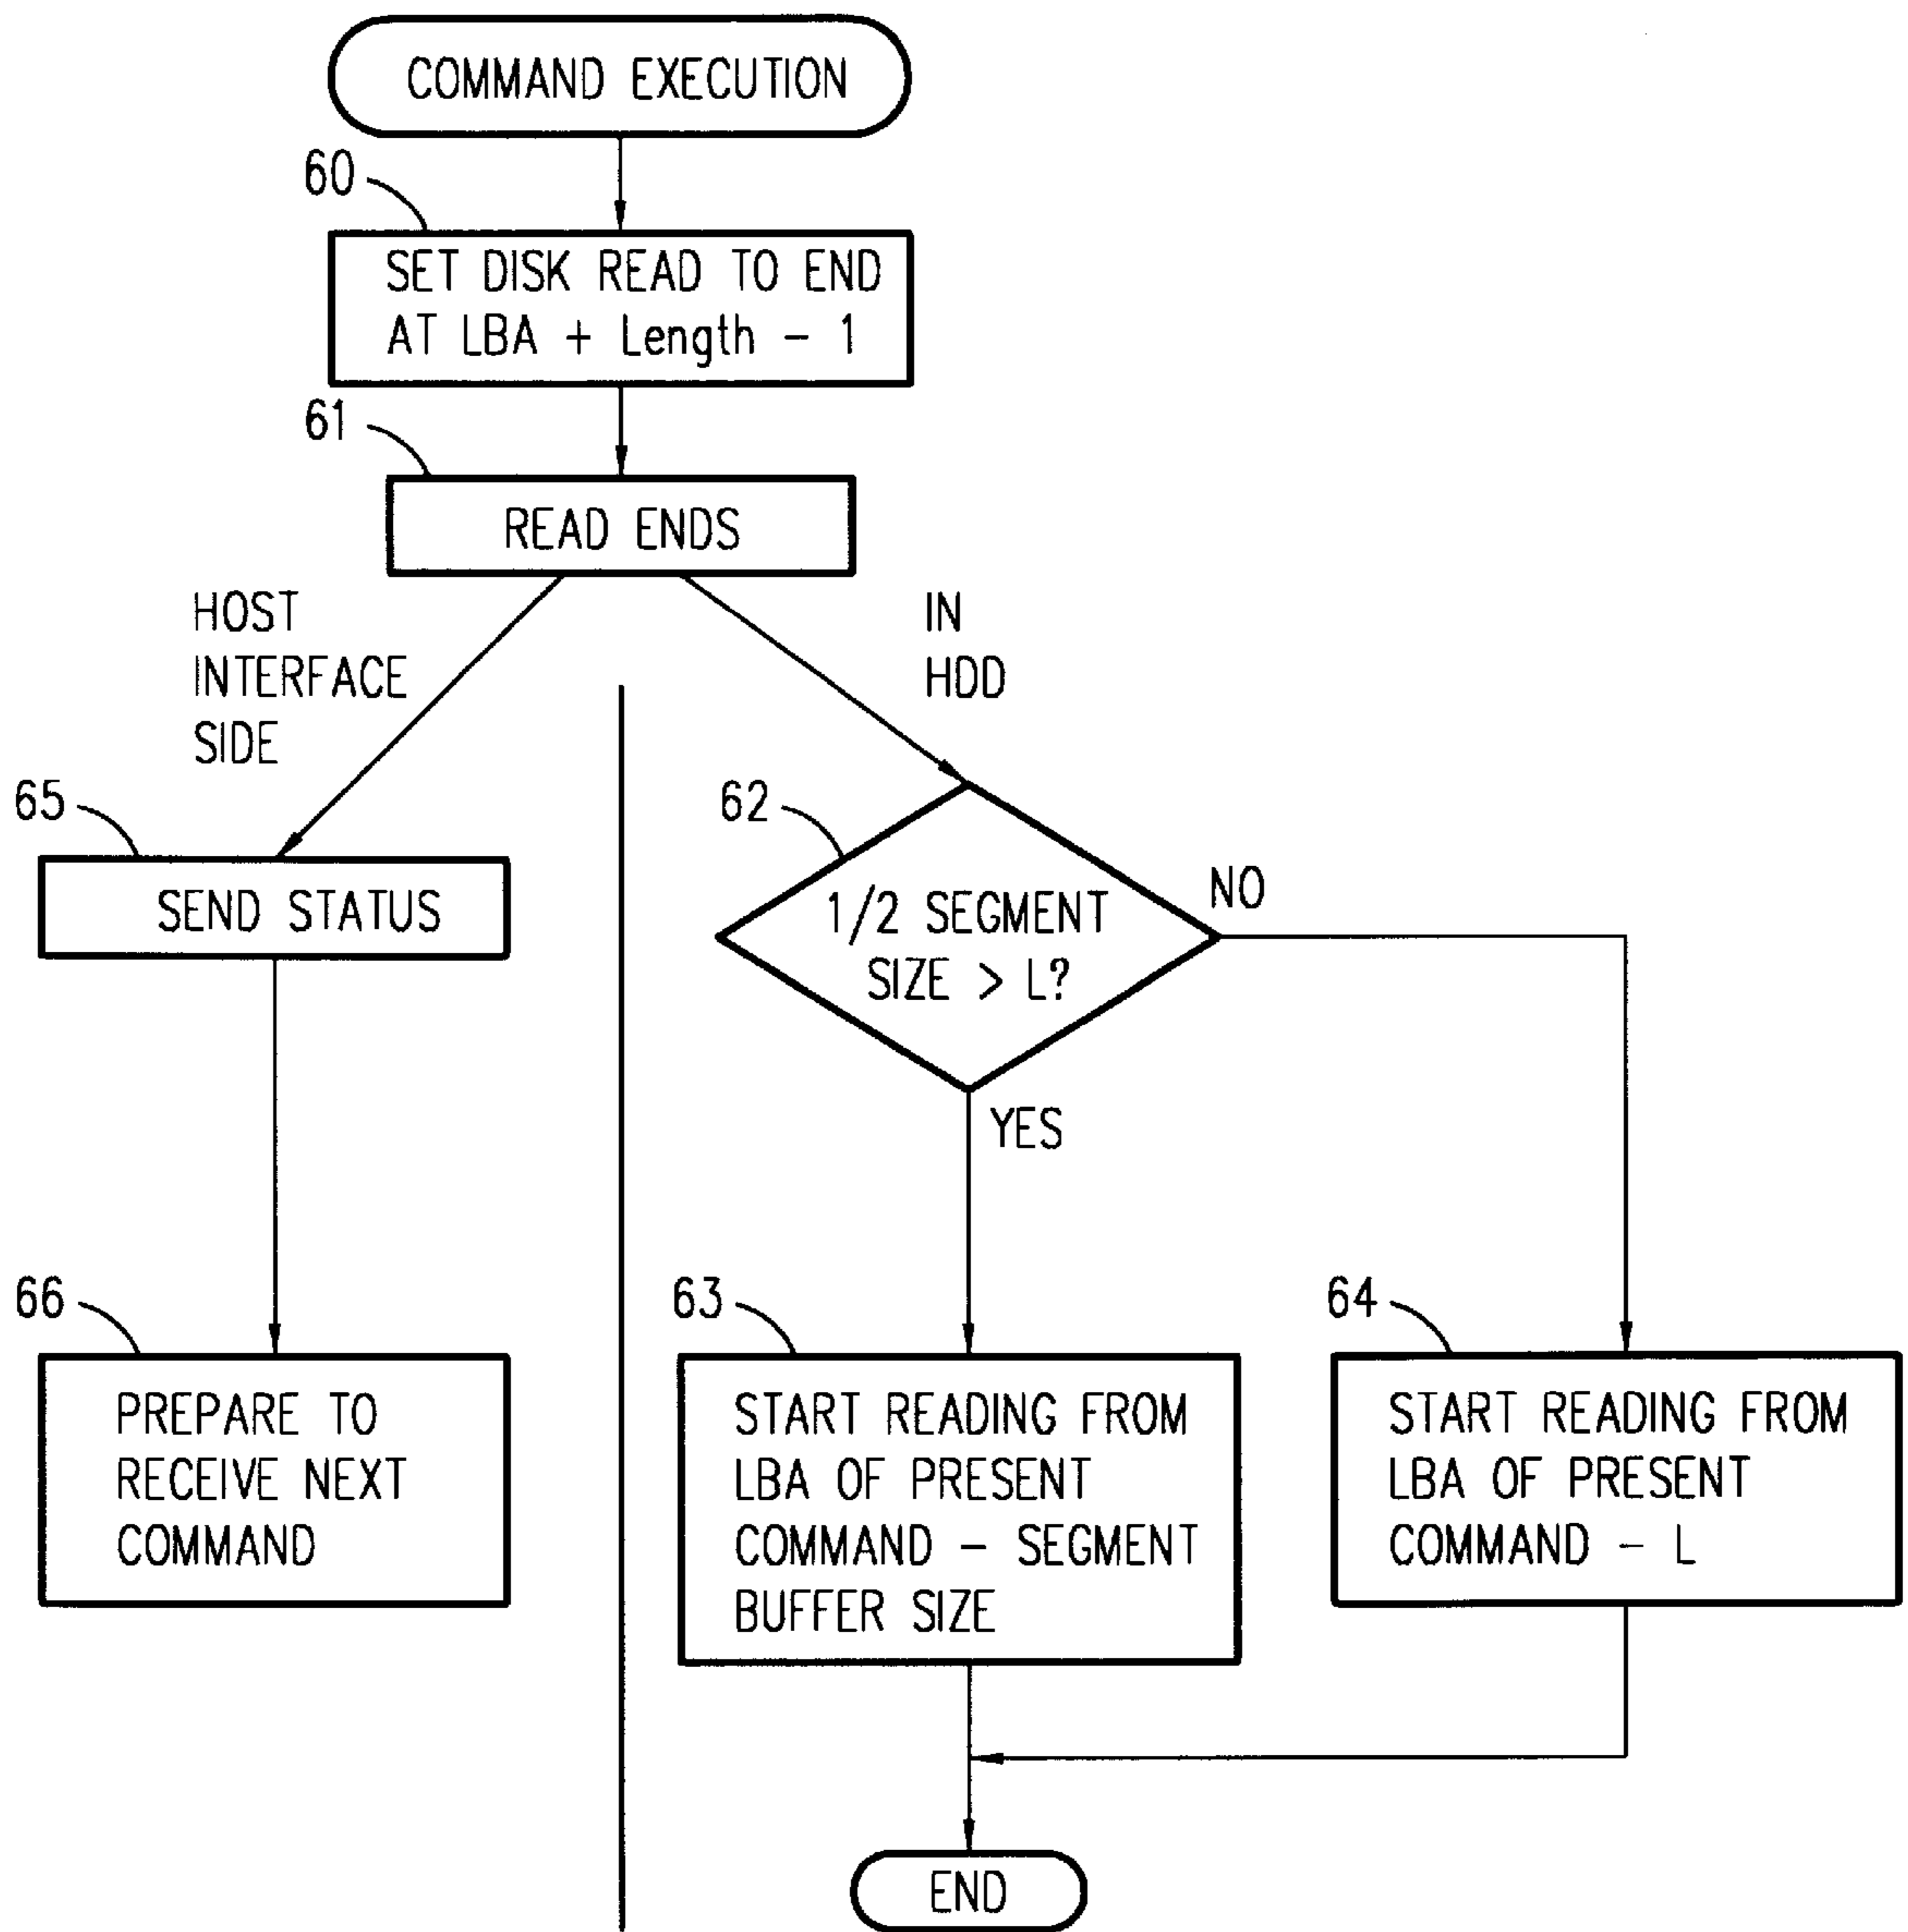 COMMAND EXECUTION
60
SET DISK READ TO END
AT LBA + Length - 1
61
READ ENDS
HOST
INTERFACE
SIDE
IN
HDD
65
SEND STATUS
62
1/2 SEGMENT
SIZE > L?
NO
YES
66
PREPARE TO
RECEIVE NEXT
COMMAND
63
START READING FROM
LBA OF PRESENT
COMMAND - SEGMENT
BUFFER SIZE
64
START READING FROM
LBA OF PRESENT
COMMAND - L
END